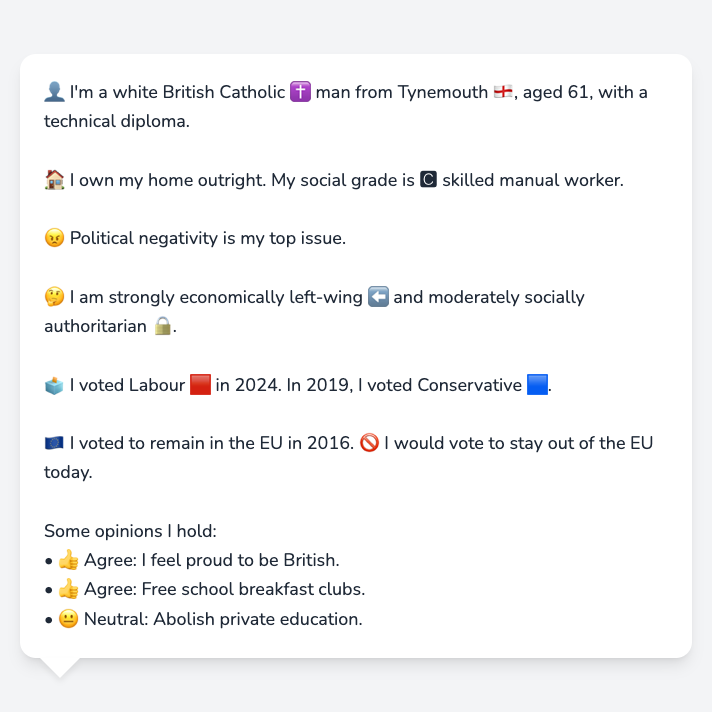 👤 I'm a white British Catholic ✝️ man from Tynemouth 🏴󠁧󠁢󠁥󠁮󠁧󠁿, aged 61, with a
technical diploma.
🏠 I own my home outright. My social grade is 🅲 skilled manual worker.
😠 Political negativity is my top issue.
🤔 I am strongly economically left-wing ⬅️ and moderately socially
authoritarian 🔒.
🗳️ I voted Labour 🟥 in 2024. In 2019, I voted Conservative 🟦.
🇪🇺 I voted to remain in the EU in 2016. 🚫 I would vote to stay out of the EU
today.
Some opinions I hold:
• 👍 Agree: I feel proud to be British.
• 👍 Agree: Free school breakfast clubs.
• 😐 Neutral: Abolish private education.